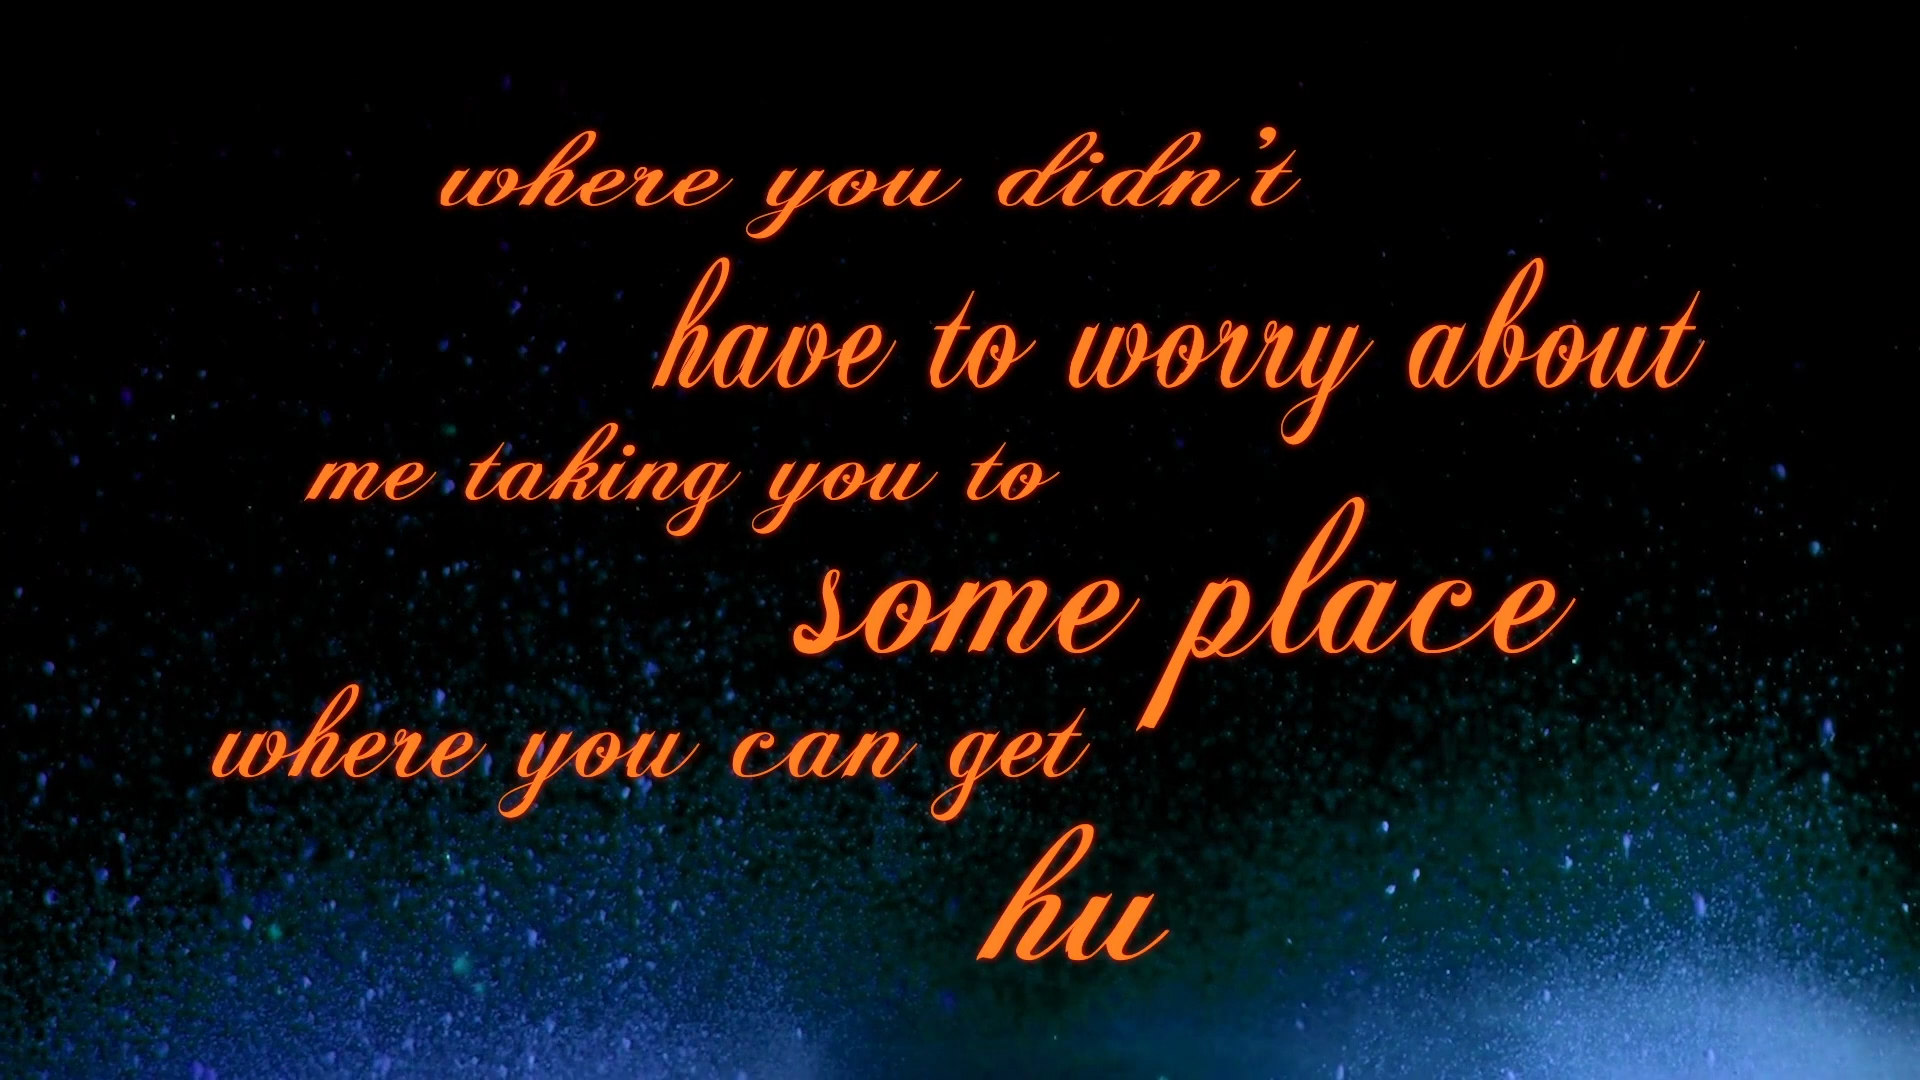 where you didn't
have to worry about
me taking you to
some place
where you can get
hu